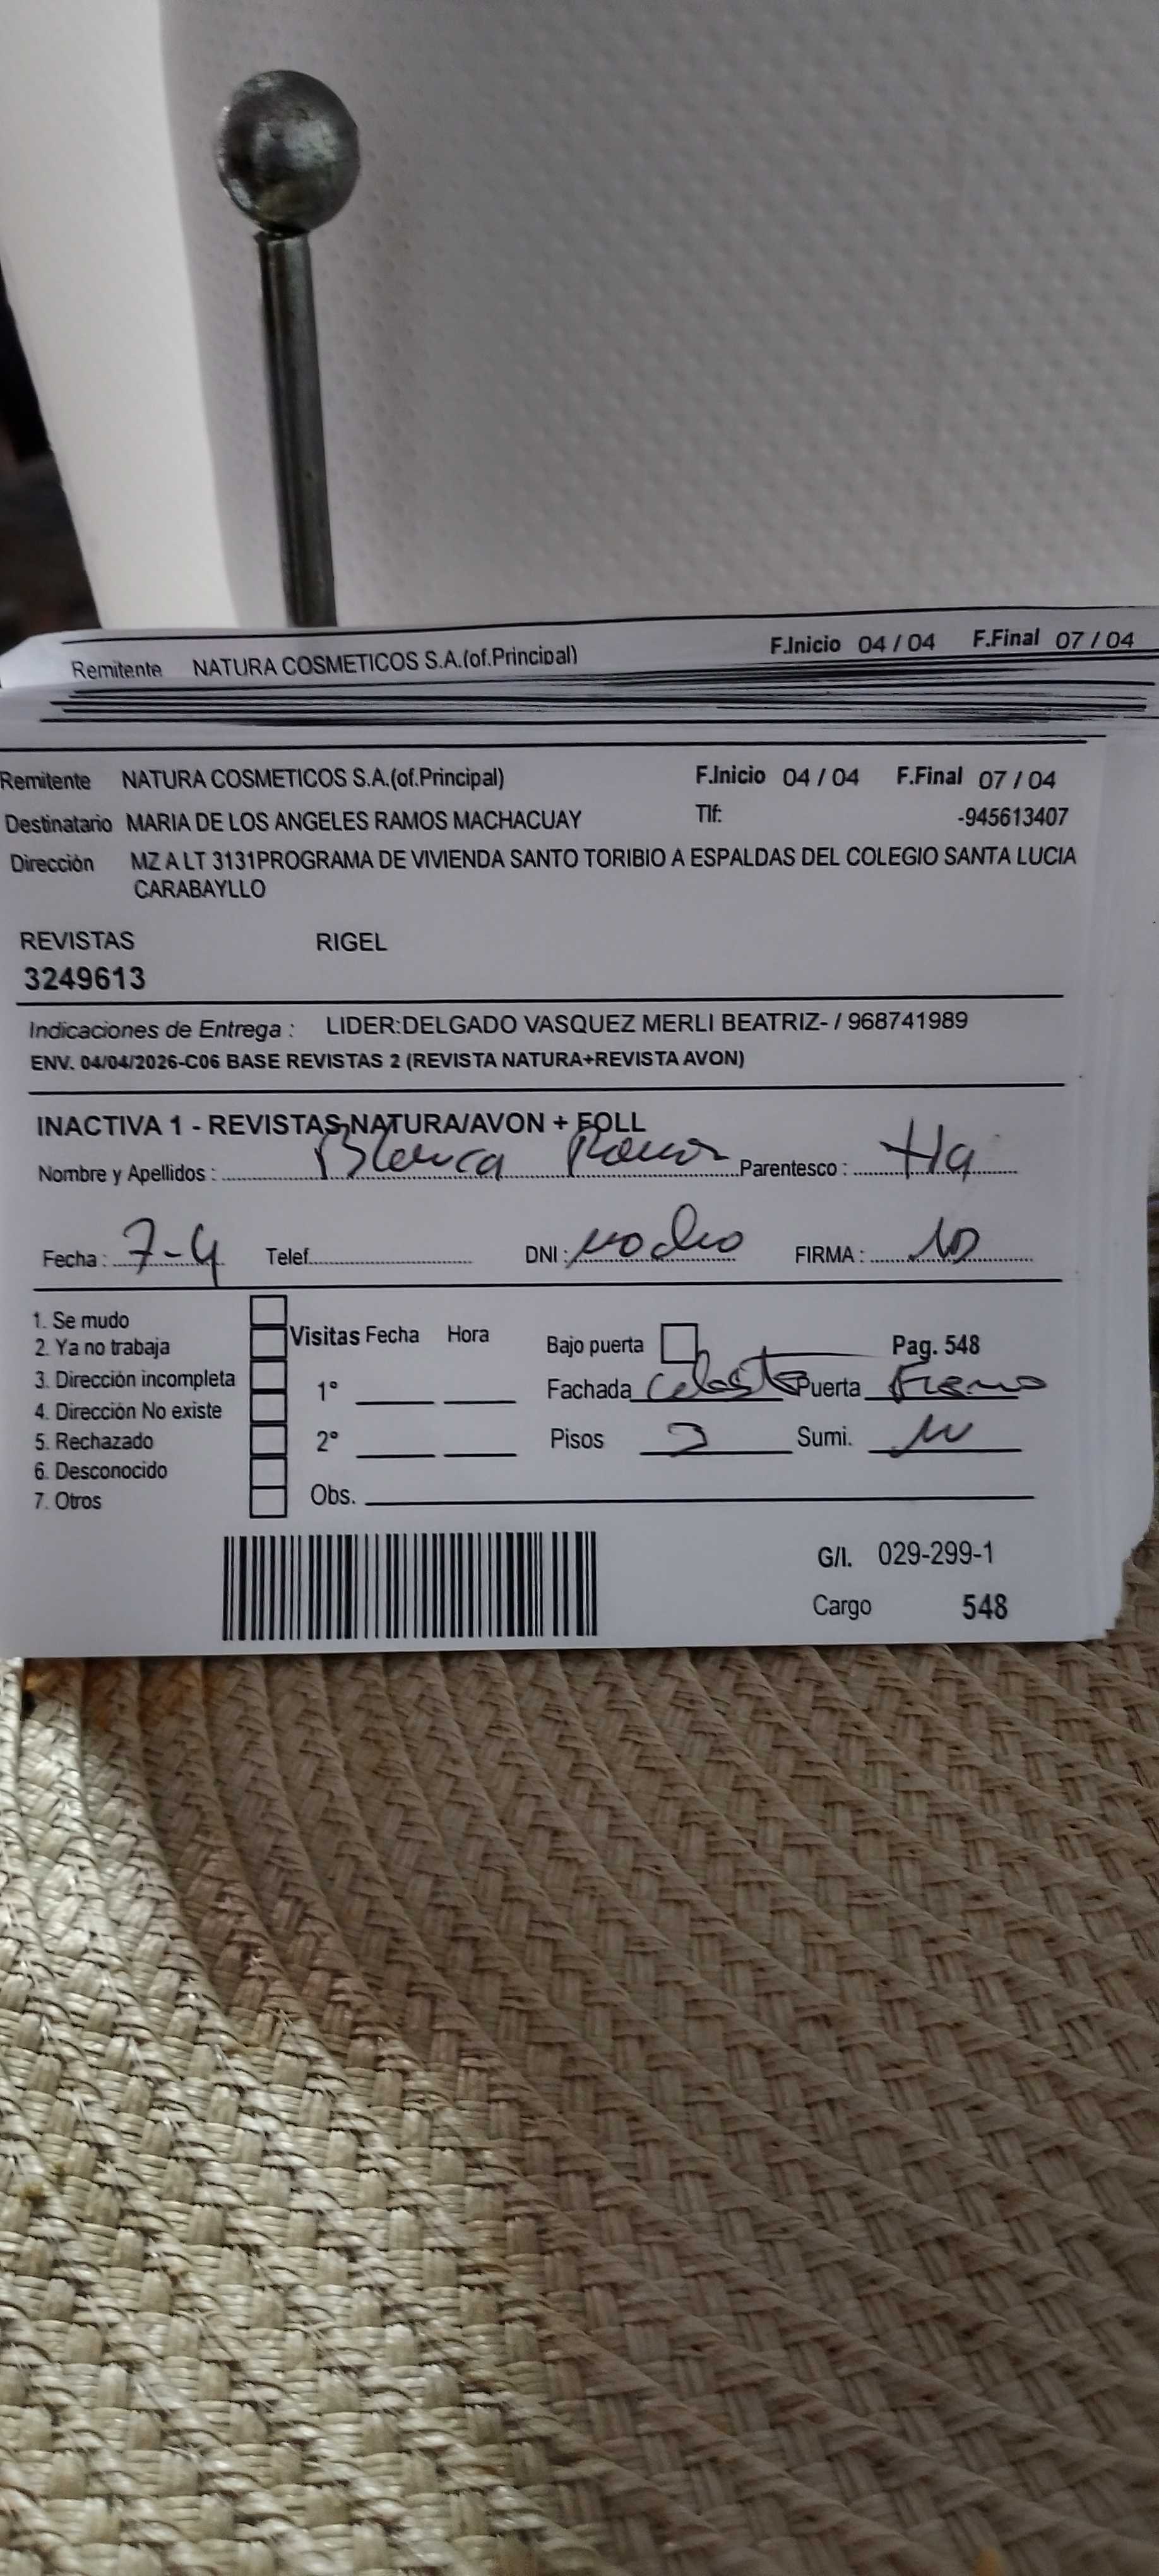 Remitente NATURA COSMETICOS S.A.(of.Principal) F.Inicio 04 / 04 F.Final 07 / 04
Remitente NATURA COSMETICOS S.A.(of.Principal) F.Inicio 04 / 04 F.Final 07 / 04
Destinatario MARIA DE LOS ANGELES RAMOS MACHACUAY Tlf: -945613407
Dirección MZ A LT 3131PROGRAMA DE VIVIENDA SANTO TORIBIO A ESPALDAS DEL COLEGIO SANTA LUCIA
CARABAYLLO
REVISTAS RIGEL
3249613
Indicaciones de Entrega : LIDER:DELGADO VASQUEZ MERLI BEATRIZ- / 968741989
ENV. 04/04/2026-C06 BASE REVISTAS 2 (REVISTA NATURA+REVISTA AVON)
INACTIVA 1 - REVISTAS NATURA/AVON + FOLL
Nombre y Apellidos : Blanca Ramos Parentesco :
Fecha : 7-4 Telef. DNI : no dio FIRMA :
1. Se mudo
2. Ya no trabaja Visitas Fecha Hora Bajo puerta Pag. 548
3. Dirección incompleta 1° Fachada Celeste Puerta Fierro
4. Dirección No existe
5. Rechazado 2° Pisos 2 Sumi.
6. Desconocido
7. Otros Obs.
G/I. 029-299-1
Cargo 548